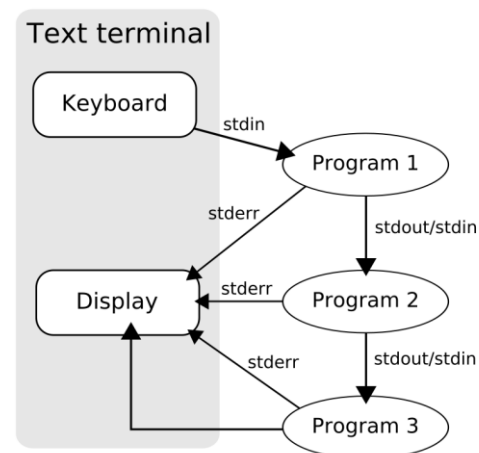 Text terminal
Keyboard
stdin
Program 1
stderr
stdout/stdin
Display
stderr
Program 2
stderr
stdout/stdin
Program 3